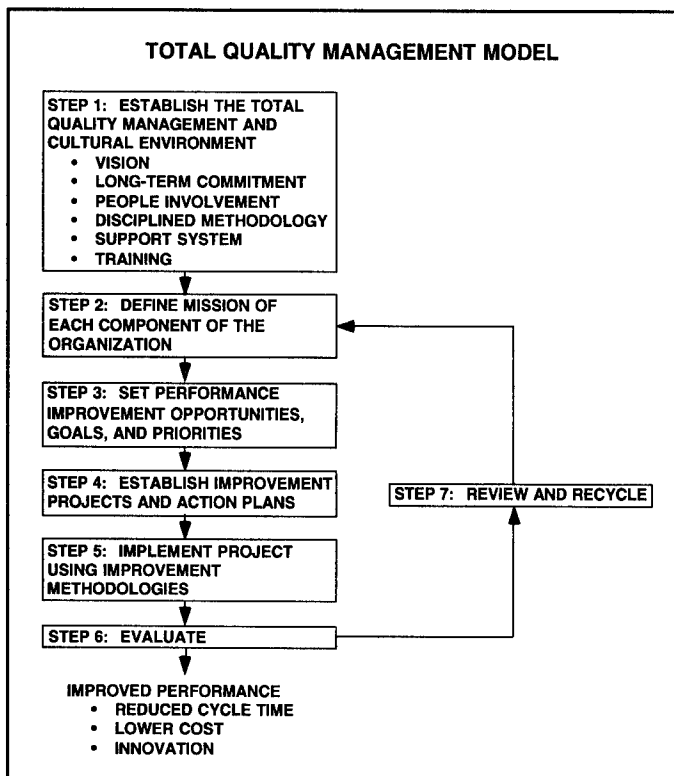 TOTAL QUALITY MANAGEMENT MODEL
STEP 1: ESTABLISH THE TOTAL
QUALITY MANAGEMENT AND
CULTURAL ENVIRONMENT
• VISION
• LONG-TERM COMMITMENT
• PEOPLE INVOLVEMENT
• DISCIPLINED METHODOLOGY
• SUPPORT SYSTEM
• TRAINING
STEP 2: DEFINE MISSION OF
EACH COMPONENT OF THE
ORGANIZATION
STEP 3: SET PERFORMANCE
IMPROVEMENT OPPORTUNITIES,
GOALS, AND PRIORITIES
STEP 4: ESTABLISH IMPROVEMENT
PROJECTS AND ACTION PLANS
STEP 5: IMPLEMENT PROJECT
USING IMPROVEMENT
METHODOLOGIES
STEP 6: EVALUATE
STEP 7: REVIEW AND RECYCLE
IMPROVED PERFORMANCE
• REDUCED CYCLE TIME
• LOWER COST
• INNOVATION